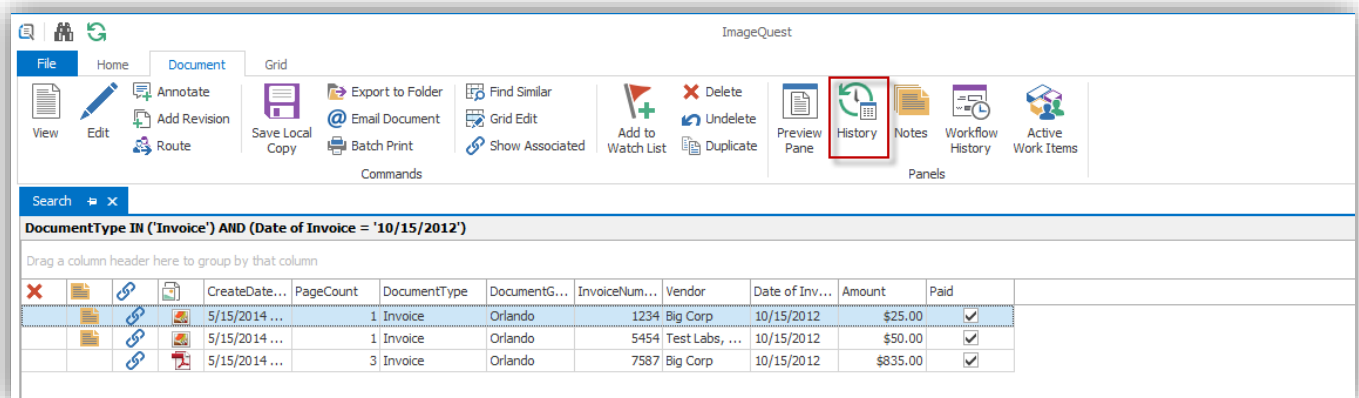 ImageQuest
File Home Document Grid
View
Edit
Annotate
Add Revision
Route
Save Local
Copy
Export to Folder
Email Document
Batch Print
Find Similar
Grid Edit
Show Associated
Add to
Watch List
Delete
Undelete
Duplicate
Preview
Pane
History
Notes
Workflow
History
Active
Work Items
Commands
Panels
Search
DocumentType IN ('Invoice') AND (Date of Invoice = '10/15/2012')
Drag a column header here to group by that column
CreateDate... PageCount DocumentType DocumentG... InvoiceNum... Vendor Date of Inv... Amount Paid
5/15/2014 ... 1 Invoice Orlando 1234 Big Corp 10/15/2012 $25.00
5/15/2014 ... 1 Invoice Orlando 5454 Test Labs, ... 10/15/2012 $50.00
5/15/2014 ... 3 Invoice Orlando 7587 Big Corp 10/15/2012 $835.00